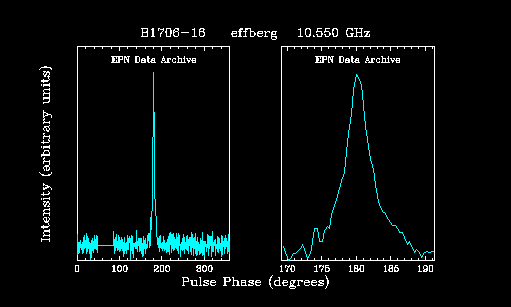 B1706-16 effberg 10.550 GHz
EPN Data Archive EPN Data Archive
Intensity (arbitrary units)
0 100 200 300 170 175 180 185 190
Pulse Phase (degrees)